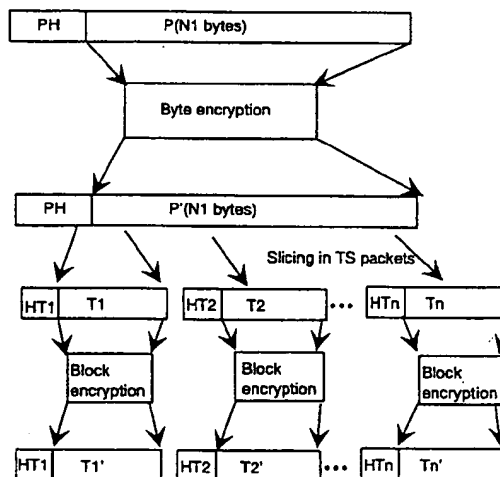 PH P(N1 bytes)
Byte encryption
PH P'(N1 bytes)
Slicing in TS packets
HT1 T1 HT2 T2 ••• HTn Tn
Block encryption Block encryption Block encryption
HT1 T1' HT2 T2' ••• HTn Tn'